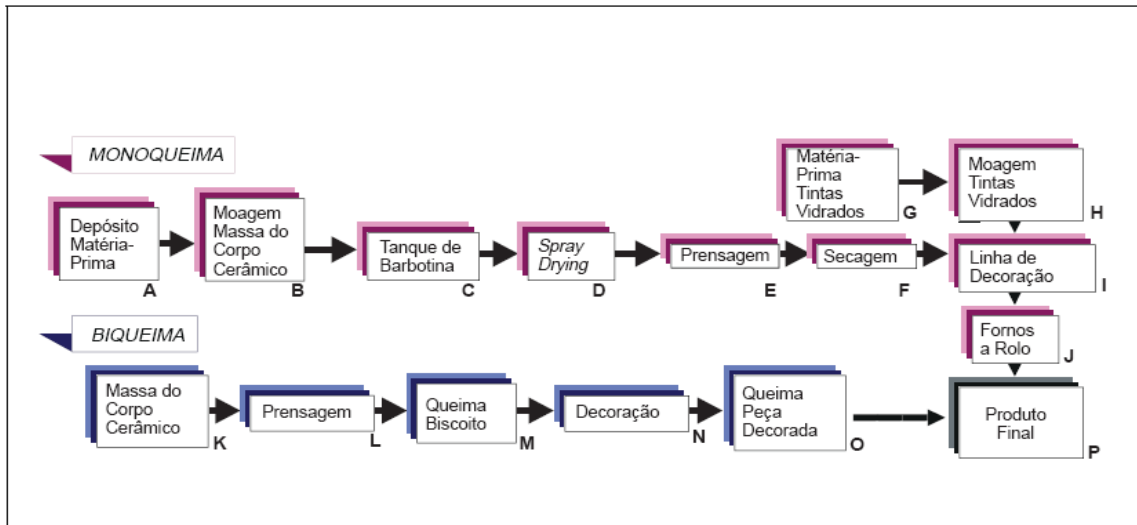 MONOQUEIMA
Depósito
Matéria-
Prima
A
Moagem
Massa do
Corpo
Cerâmico
B
Tanque de
Barbotina
C
Spray
Drying
D
Prensagem
E
Secagem
F
Matéria-
Prima
Tintas
Vidrados
G
Moagem
Tintas
Vidrados
H
Linha de
Decoração
I
Fornos
a Rolo
J
BIQUEIMA
Massa do
Corpo
Cerâmico
K
Prensagem
L
Queima
Biscoito
M
Decoração
N
Queima
Peça
Decorada
O
Produto
Final
P